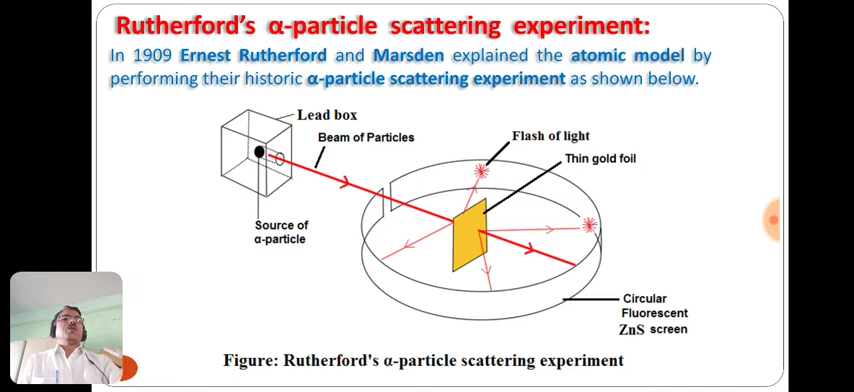 Rutherford's α-particle scattering experiment:
In 1909 Ernest Rutherford and Marsden explained the atomic model by
performing their historic α-particle scattering experiment as shown below.
Lead box
Beam of Particles
Flash of light
Thin gold foil
Source of
α-particle
Circular
Fluorescent
ZnS screen
Figure: Rutherford's α-particle scattering experiment